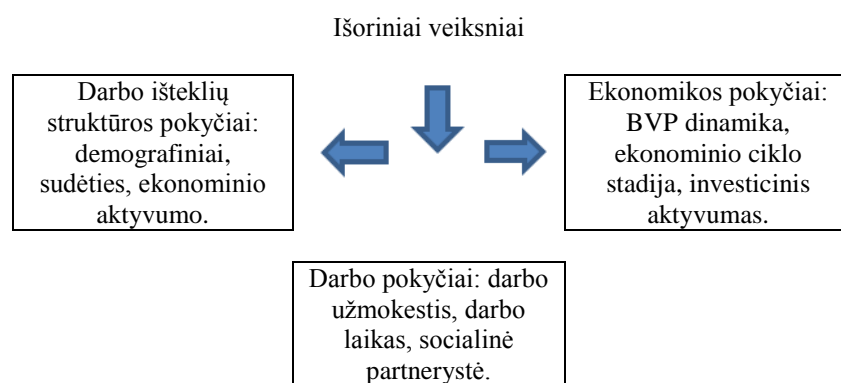 Išoriniai veiksniai
Darbo išteklių
struktūros pokyčiai:
demografiniai,
sudėties, ekonominio
aktyvumo.
Ekonomikos pokyčiai:
BVP dinamika,
ekonominio ciklo
stadija, investicinis
aktyvumas.
Darbo pokyčiai: darbo
užmokestis, darbo
laikas, socialinė
partnerystė.